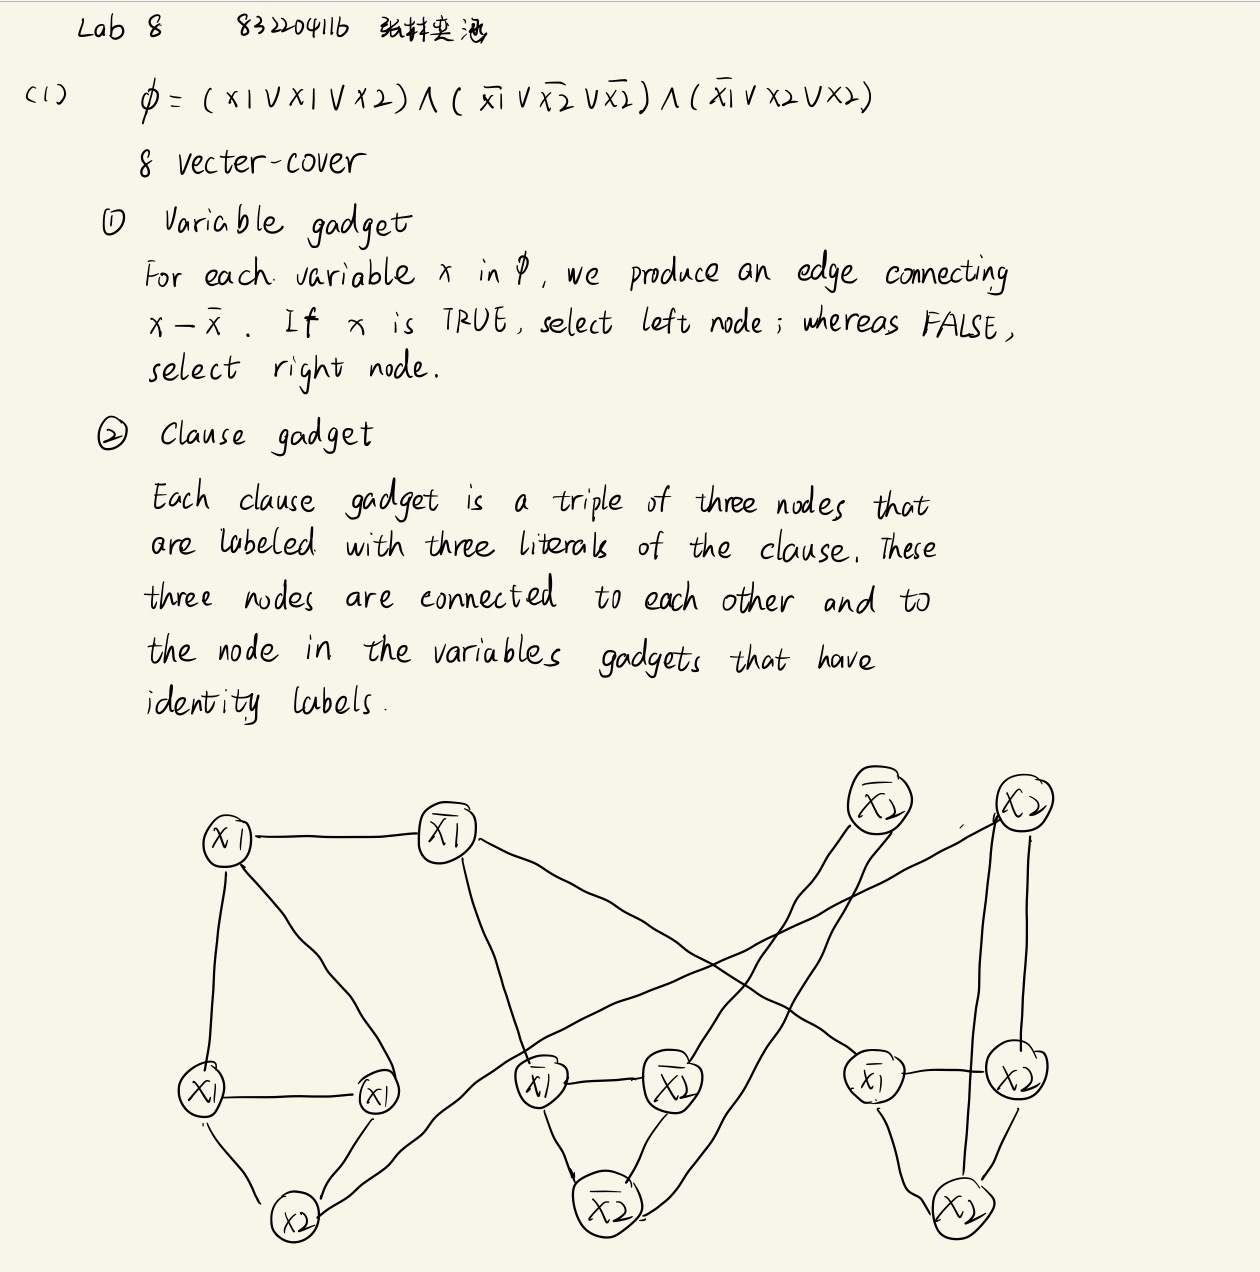 Lab 8 832204116 张林奕涵
(1) ϕ = (x1 ∨ x1 ∨ x2) ∧ (x̅1̅ ∨ x̅2̅ ∨ x̅2̅) ∧ (x̅1̅ ∨ x2 ∨ x2)
8 vecter-cover
① Variable gadget
For each variable x in ϕ, we produce an edge connecting
x — x̅. If x is TRUE, select left node; whereas FALSE,
select right node.
② Clause gadget
Each clause gadget is a triple of three nodes that
are labeled with three literals of the clause. These
three nodes are connected to each other and to
the node in the variables gadgets that have
identity labels.
x1 x̅1̅ x̅2̅ x2
x1 x1 x̅1̅ x̅2̅ x̅1̅ x2
x2 x̅2̅ x2